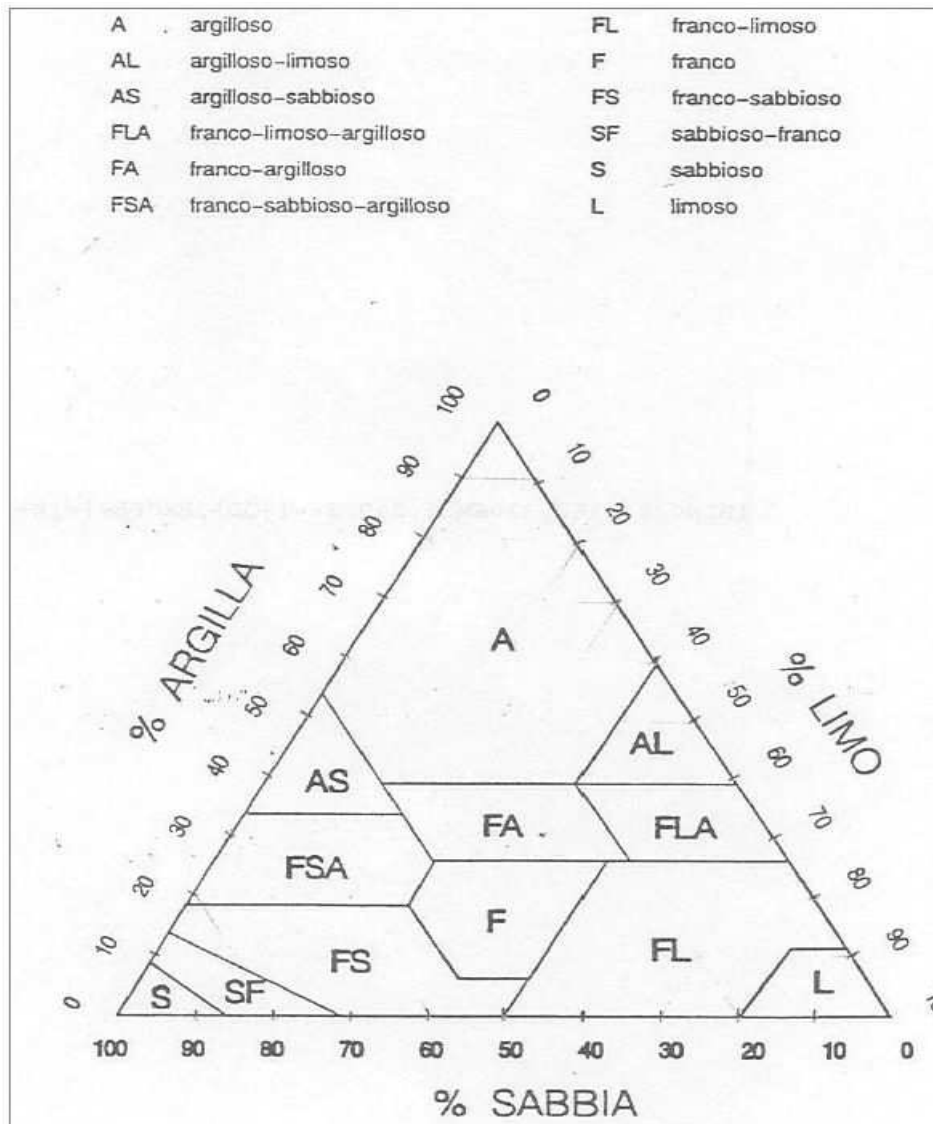 A argilloso
AL argilloso-limoso
AS argilloso-sabbioso
FLA franco-limoso-argilloso
FA franco-argilloso
FSA franco-sabbioso-argilloso
FL franco-limoso
F franco
FS franco-sabbioso
SF sabbioso-franco
S sabbioso
L limoso
% ARGILLA
0 10 20 30 40 50 60 70 80 90 100
% LIMO
0 10 20 30 40 50 60 70 80 90
A
AS AL
FA FLA
FSA
F
FS FL
S SF L
100 90 80 70 60 50 40 30 20 10 0
% SABBIA